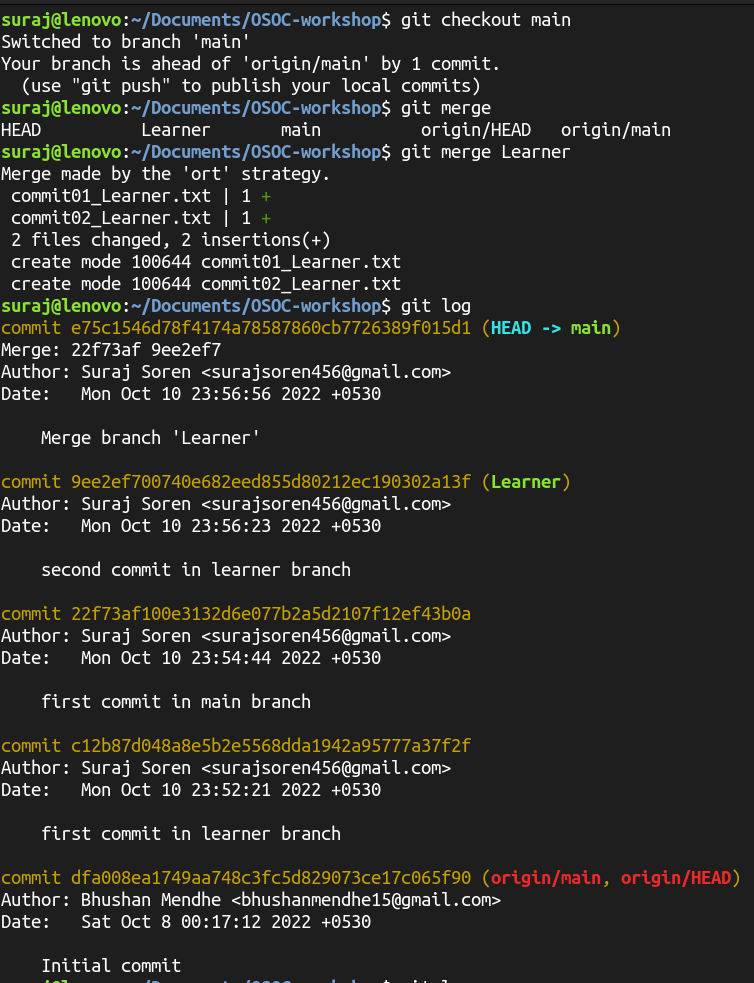 suraj@lenovo:~/Documents/OSOC-workshop$ git checkout main
Switched to branch 'main'
Your branch is ahead of 'origin/main' by 1 commit.
  (use "git push" to publish your local commits)
suraj@lenovo:~/Documents/OSOC-workshop$ git merge
HEAD          Learner       main          origin/HEAD   origin/main
suraj@lenovo:~/Documents/OSOC-workshop$ git merge Learner
Merge made by the 'ort' strategy.
 commit01_Learner.txt | 1 +
 commit02_Learner.txt | 1 +
 2 files changed, 2 insertions(+)
 create mode 100644 commit01_Learner.txt
 create mode 100644 commit02_Learner.txt
suraj@lenovo:~/Documents/OSOC-workshop$ git log
commit e75c1546d78f4174a78587860cb7726389f015d1 (HEAD -> main)
Merge: 22f73af 9ee2ef7
Author: Suraj Soren <surajsoren456@gmail.com>
Date:   Mon Oct 10 23:56:56 2022 +0530

    Merge branch 'Learner'

commit 9ee2ef700740e682eed855d80212ec190302a13f (Learner)
Author: Suraj Soren <surajsoren456@gmail.com>
Date:   Mon Oct 10 23:56:23 2022 +0530

    second commit in learner branch

commit 22f73af100e3132d6e077b2a5d2107f12ef43b0a
Author: Suraj Soren <surajsoren456@gmail.com>
Date:   Mon Oct 10 23:54:44 2022 +0530

    first commit in main branch

commit c12b87d048a8e5b2e5568dda1942a95777a37f2f
Author: Suraj Soren <surajsoren456@gmail.com>
Date:   Mon Oct 10 23:52:21 2022 +0530

    first commit in learner branch

commit dfa008ea1749aa748c3fc5d829073ce17c065f90 (origin/main, origin/HEAD)
Author: Bhushan Mendhe <bhushanmendhe15@gmail.com>
Date:   Sat Oct 8 00:17:12 2022 +0530

    Initial commit